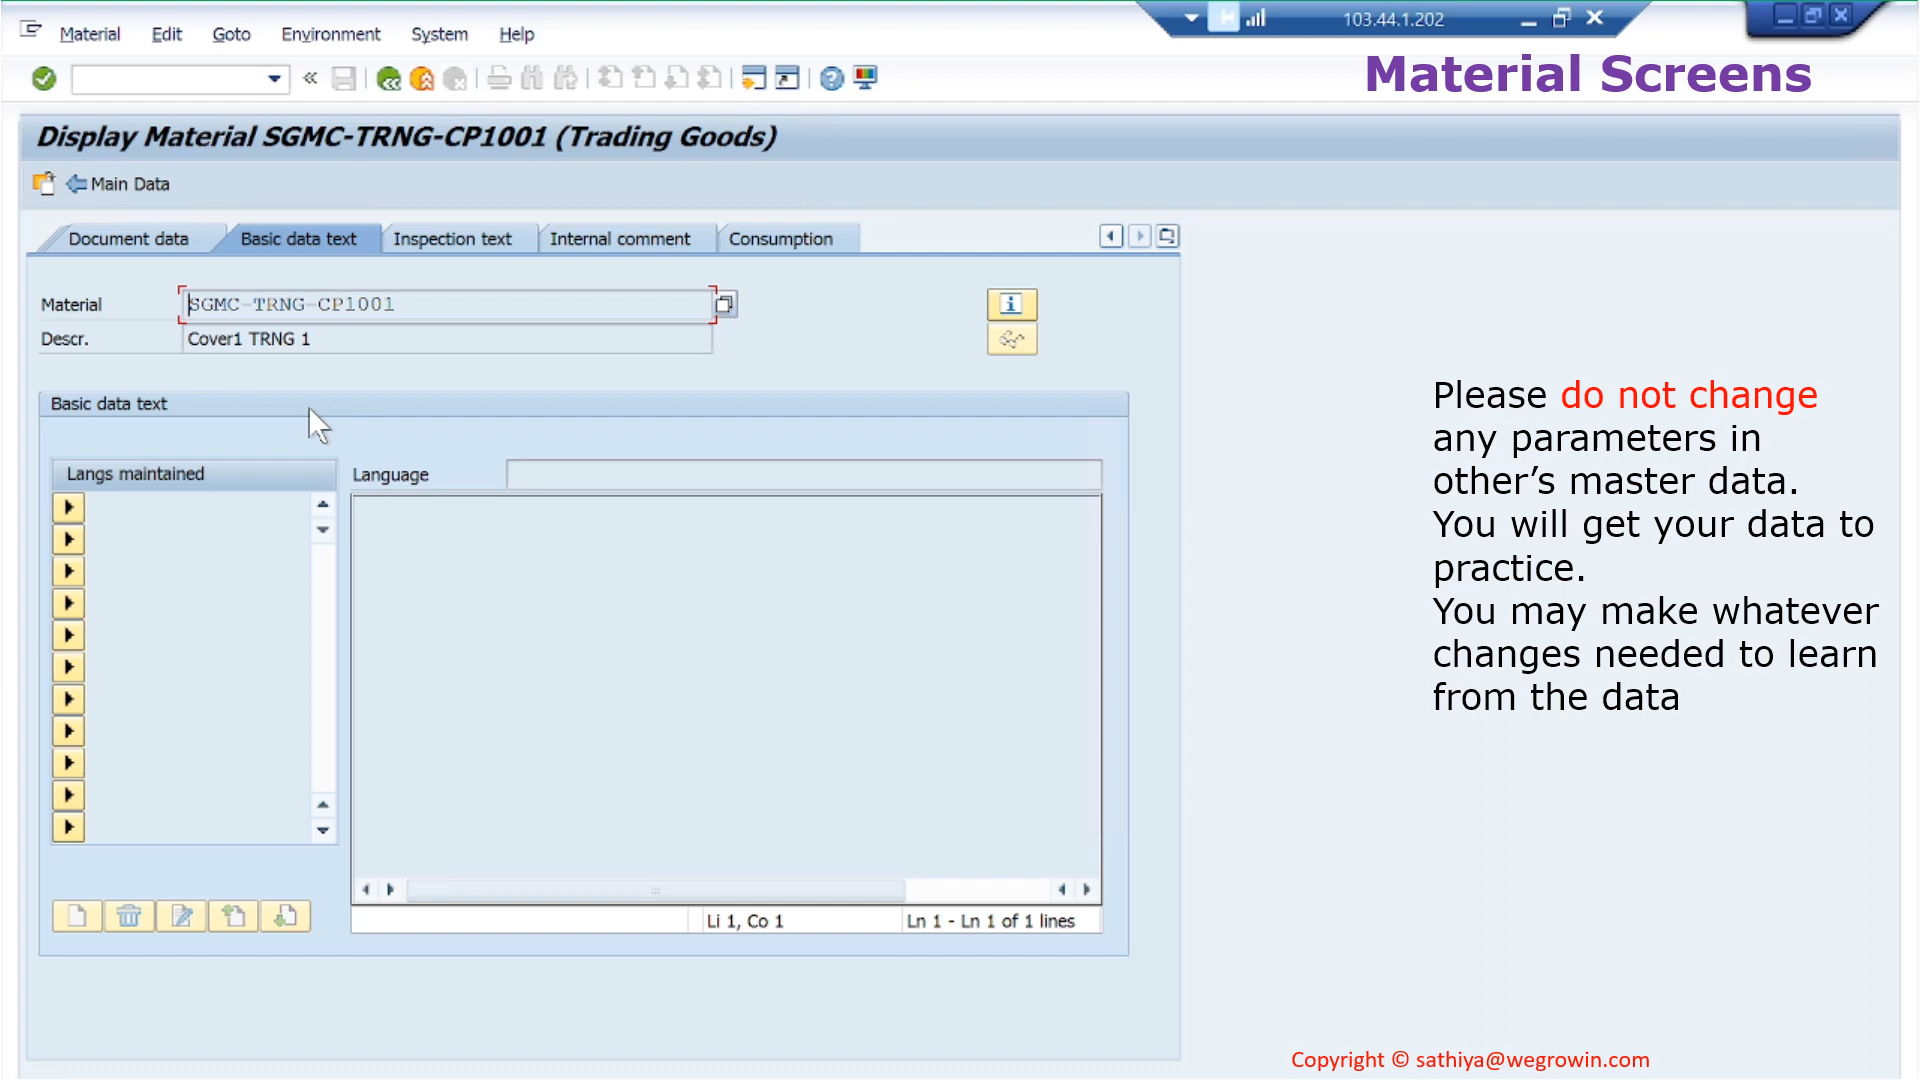 Material Edit Goto Environment System Help
103.44.1.202
Material Screens
Display Material SGMC-TRNG-CP1001 (Trading Goods)
Main Data
Document data Basic data text Inspection text Internal comment Consumption
Material SGMC-TRNG-CP1001
Descr. Cover1 TRNG 1
Basic data text
Langs maintained Language
Li 1, Co 1 Ln 1 - Ln 1 of 1 lines
Please do not change
any parameters in
other’s master data.
You will get your data to
practice.
You may make whatever
changes needed to learn
from the data
Copyright © sathiya@wegrowin.com